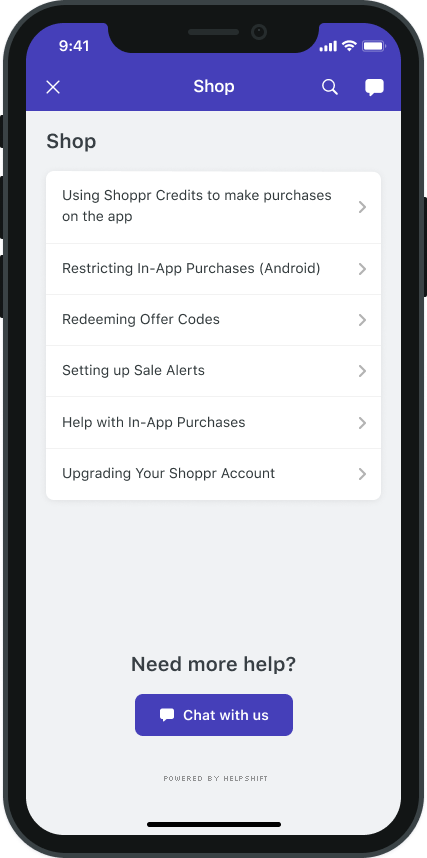 9:41
Shop
Shop
Using Shoppr Credits to make purchases
on the app
Restricting In-App Purchases (Android)
Redeeming Offer Codes
Setting up Sale Alerts
Help with In-App Purchases
Upgrading Your Shoppr Account
Need more help?
Chat with us
POWERED BY HELPSHIFT